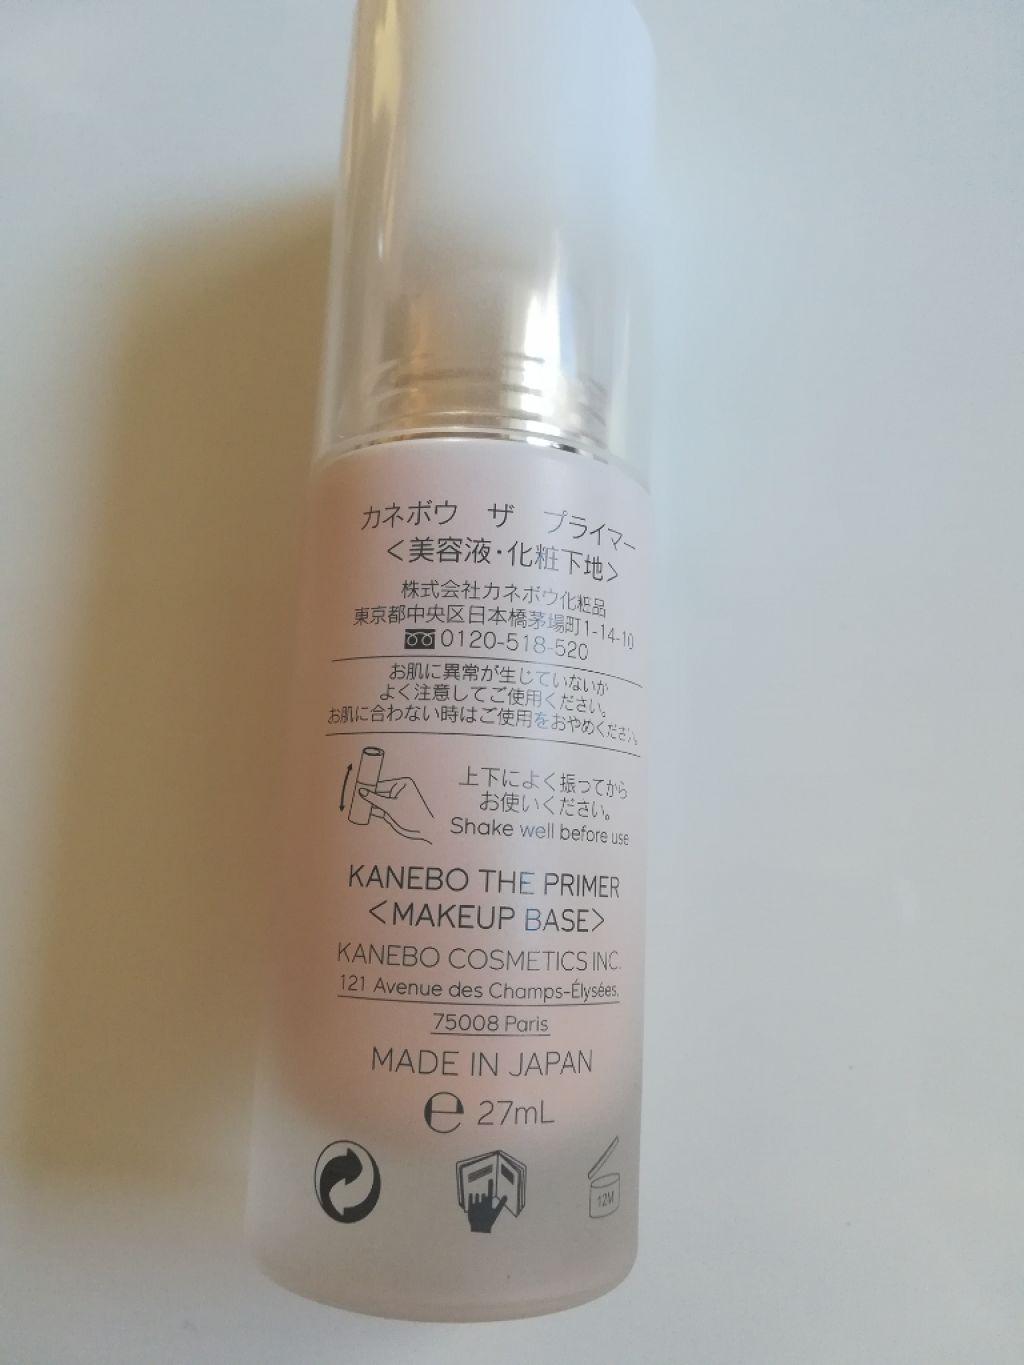 カネボウ ザ プライマー
<美容液・化粧下地>
株式会社カネボウ化粧品
東京都中央区日本橋茅場町1-14-10
0120-518-520
お肌に異常が生じていないか
よく注意してご使用ください。
お肌に合わない時はご使用をおやめください。
上下によく振ってから
お使いください。
Shake well before use
KANEBO THE PRIMER
<MAKEUP BASE>
KANEBO COSMETICS INC.
121 Avenue des Champs-Élysées,
75008 Paris
MADE IN JAPAN
℮ 27mL
12M